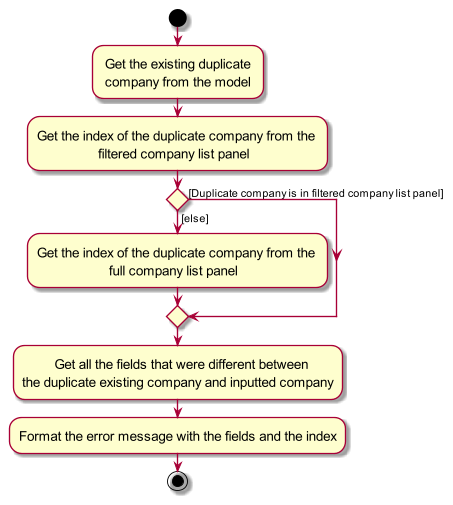 Get the existing duplicate
company from the model
Get the index of the duplicate company from the
filtered company list panel
[Duplicate company is in filtered company list panel]
[else]
Get the index of the duplicate company from the
full company list panel
Get all the fields that were different between
the duplicate existing company and inputted company
Format the error message with the fields and the index